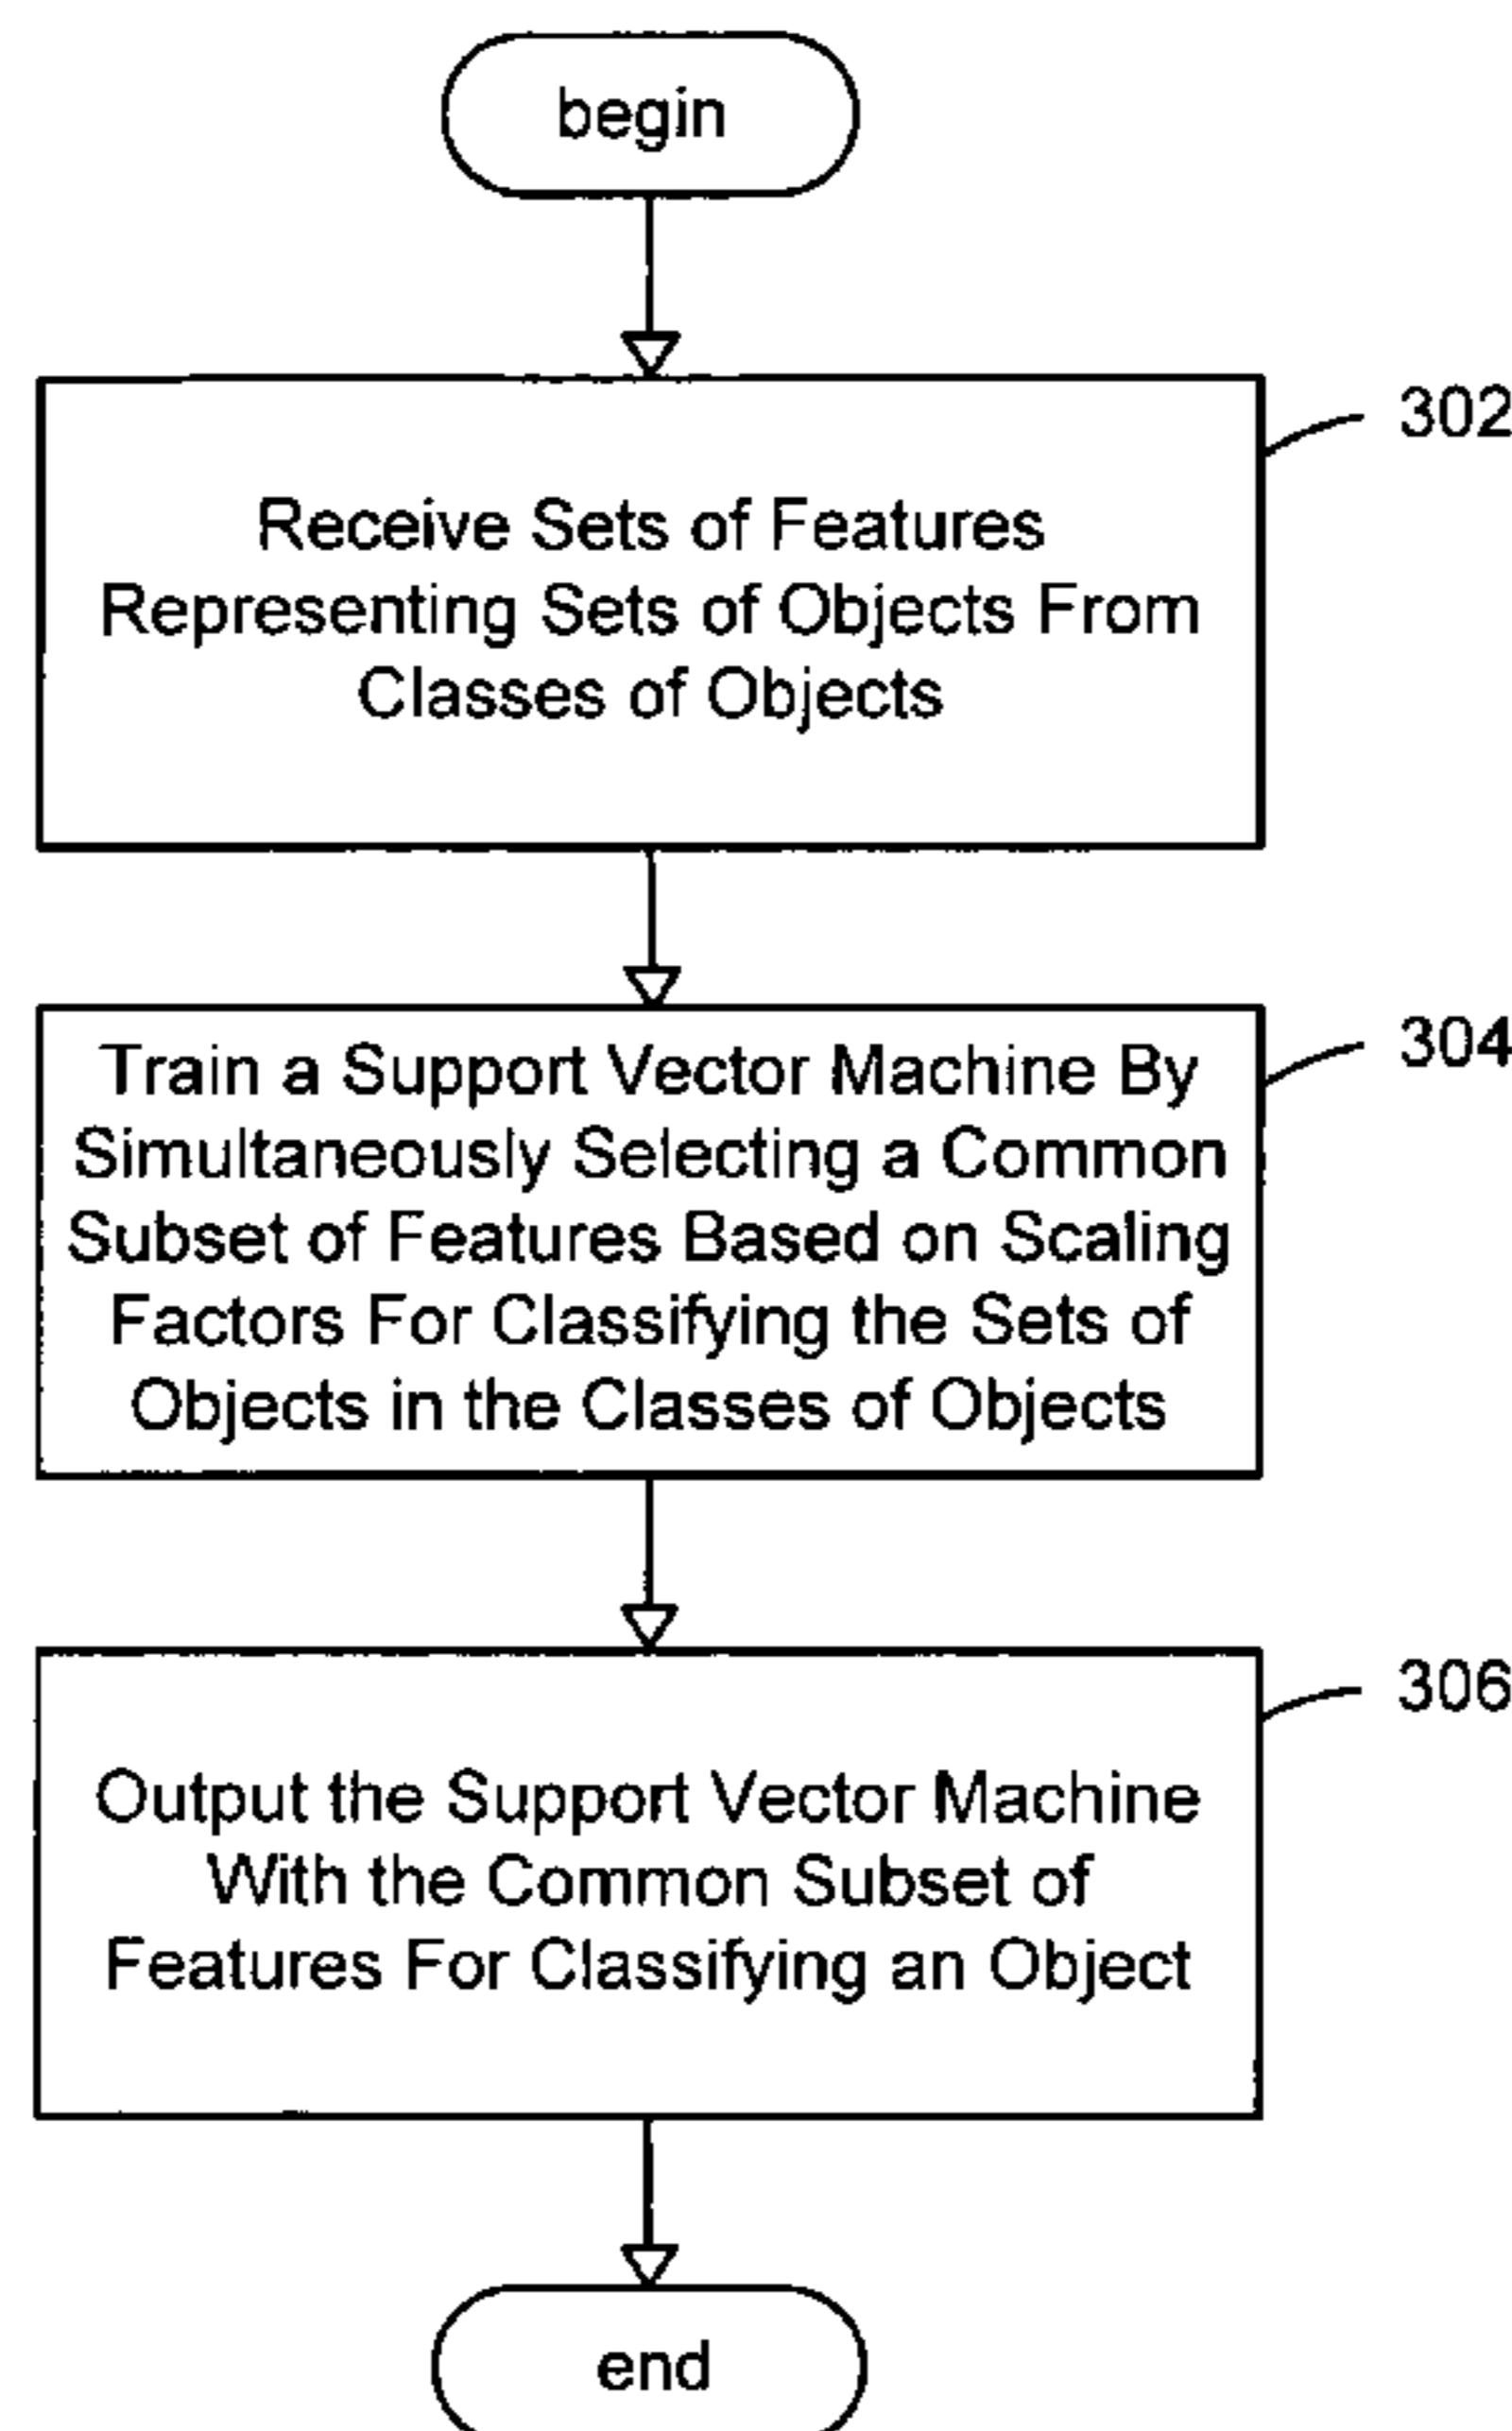 begin
302
Receive Sets of Features
Representing Sets of Objects From
Classes of Objects
304
Train a Support Vector Machine By
Simultaneously Selecting a Common
Subset of Features Based on Scaling
Factors For Classifying the Sets of
Objects in the Classes of Objects
306
Output the Support Vector Machine
With the Common Subset of
Features For Classifying an Object
end